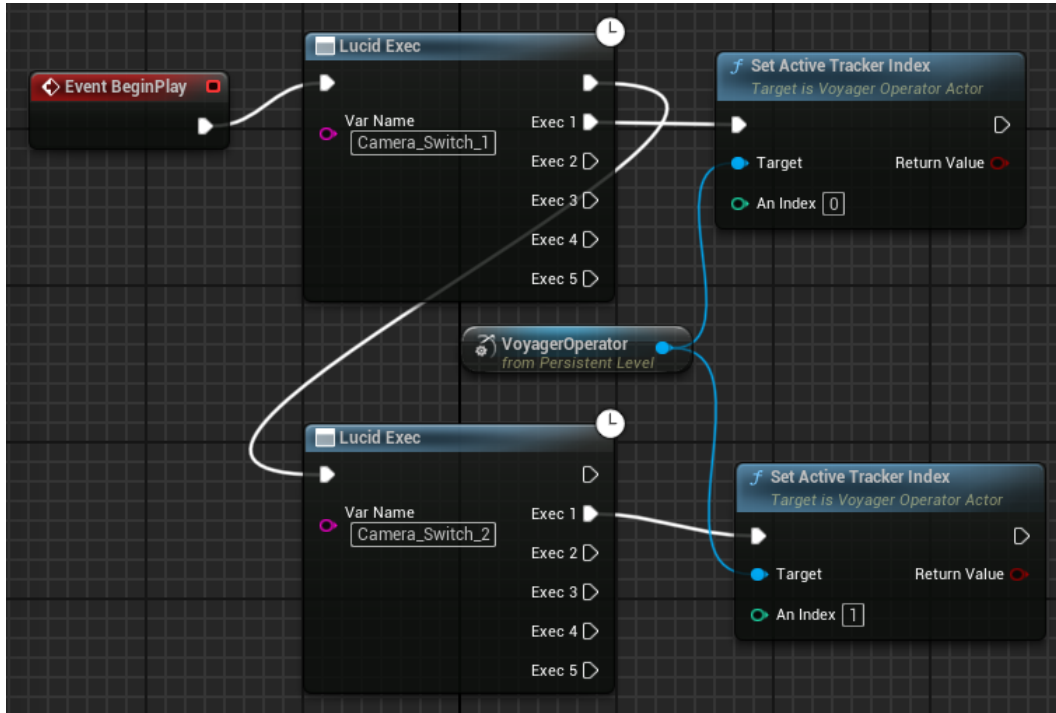 Lucid Exec
Event BeginPlay
Var Name
Camera_Switch_1
Exec 1
Exec 2
Exec 3
Exec 4
Exec 5
Set Active Tracker Index
Target is Voyager Operator Actor
Target
Return Value
An Index 0
VoyagerOperator
from Persistent Level
Lucid Exec
Var Name
Camera_Switch_2
Exec 1
Exec 2
Exec 3
Exec 4
Exec 5
Set Active Tracker Index
Target is Voyager Operator Actor
Target
Return Value
An Index 1